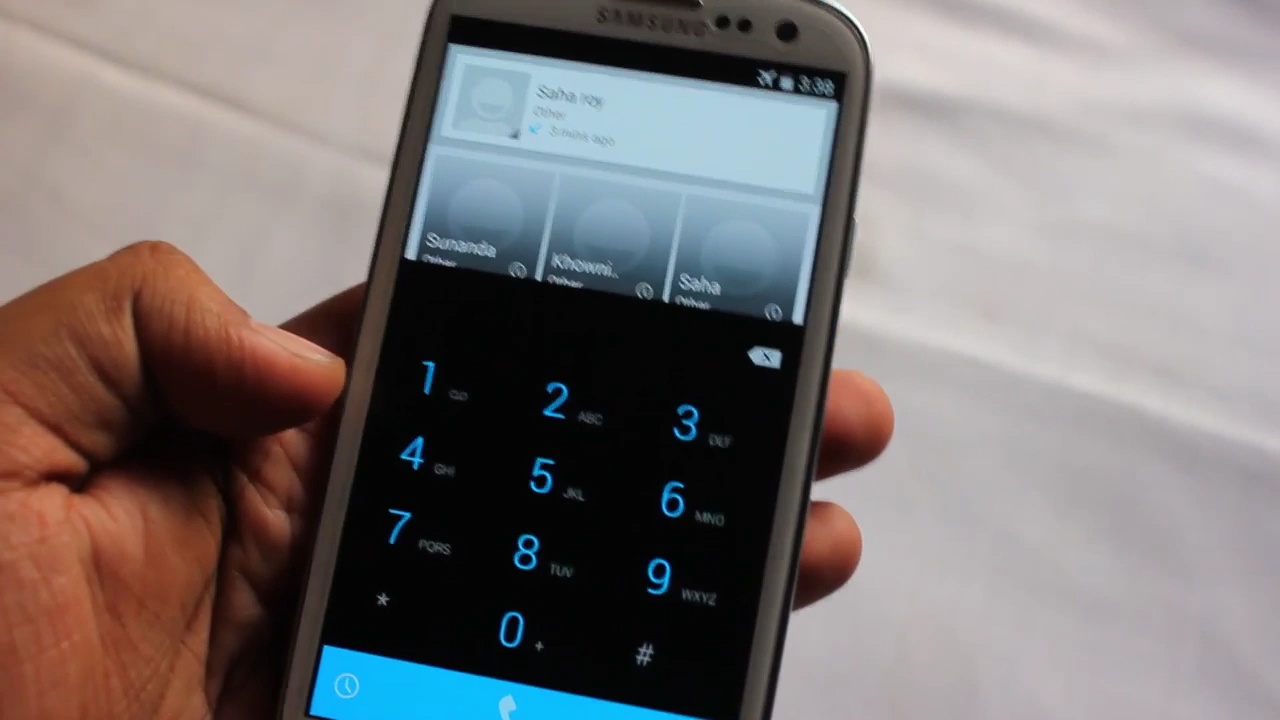 SAMSUNG
3:38
Saha roy
Other
3 mins ago
Sunanda
Khowni..
Saha
Other
Other
Other
1
2 ABC
3 DEF
4 GHI
5 JKL
6 MNO
7 PQRS
8 TUV
9 WXYZ
*
0 +
#